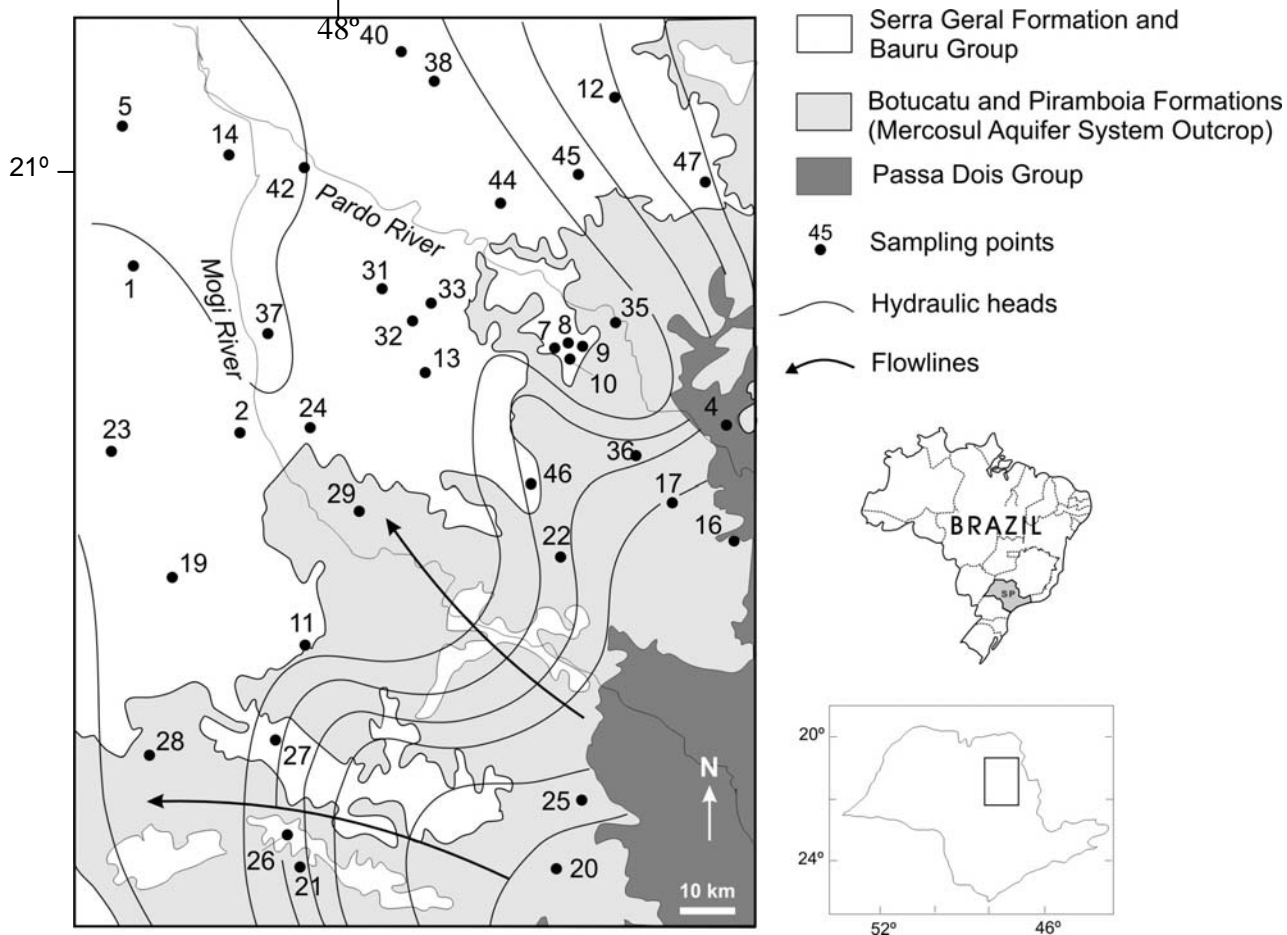 48º
40
38
12
5
14
21º
42
45
47
44
Pardo River
1
31
33
Mogi River
37
32
35
7
8
9
10
13
2
24
4
23
36
46
17
29
16
22
19
11
28
27
25
N
26
21
20
10 km
Serra Geral Formation and
Bauru Group
Botucatu and Piramboia Formations
(Mercosul Aquifer System Outcrop)
Passa Dois Group
45
Sampling points
Hydraulic heads
Flowlines
BRAZIL
SP
20º
24º
52º
46º